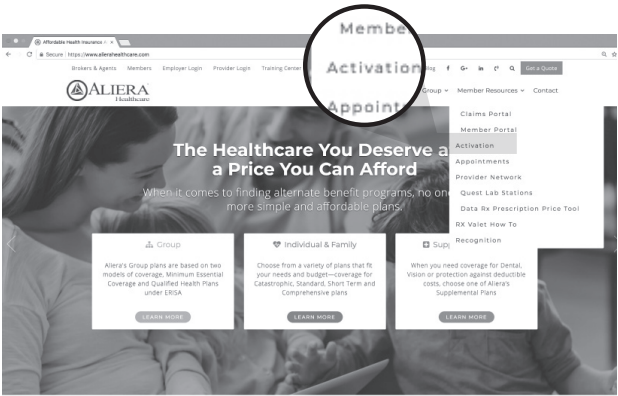 Member
Affordable Health Insurance
Secure https://www.alierahealthcare.com
Brokers & Agents Members Employer Login Provider Login Training Center
Activation
Blog f G+ in Get a Quote
ALIERA
Healthcare
Group Member Resources Contact
Appoint
Claims Portal
Member Portal
Activation
Appointments
Provider Network
Quest Lab Stations
Data Rx Prescription Price Tool
RX Valet How To
Recognition
The Healthcare You Deserve a
a Price You Can Afford
When it comes to finding alternate benefit programs, no on
more simple and affordable plans.
Group
Aliera's Group plans are based on two
models of coverage, Minimum Essential
Coverage and Qualified Health Plans
under ERISA
LEARN MORE
Individual & Family
Choose from a variety of plans that fit
your needs and budget—coverage for
Catastrophic, Standard, Short Term and
Comprehensive plans
LEARN MORE
Sup
When you need coverage for Dental,
Vision or protection against deductible
costs, choose one of Aliera's
Supplemental Plans
LEARN MORE